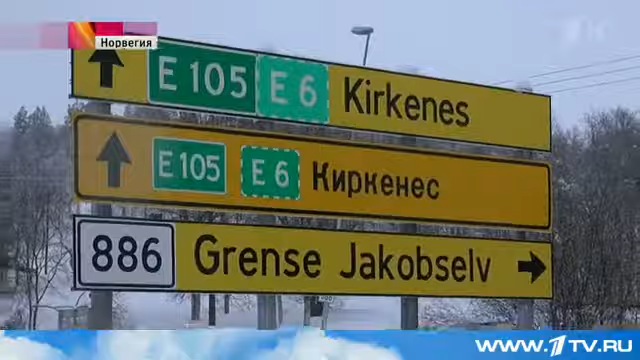 Норвегия
E 105 E 6 Kirkenes
E 105 E 6 Киркенес
886 Grense Jakobselv
WWW.1TV.RU